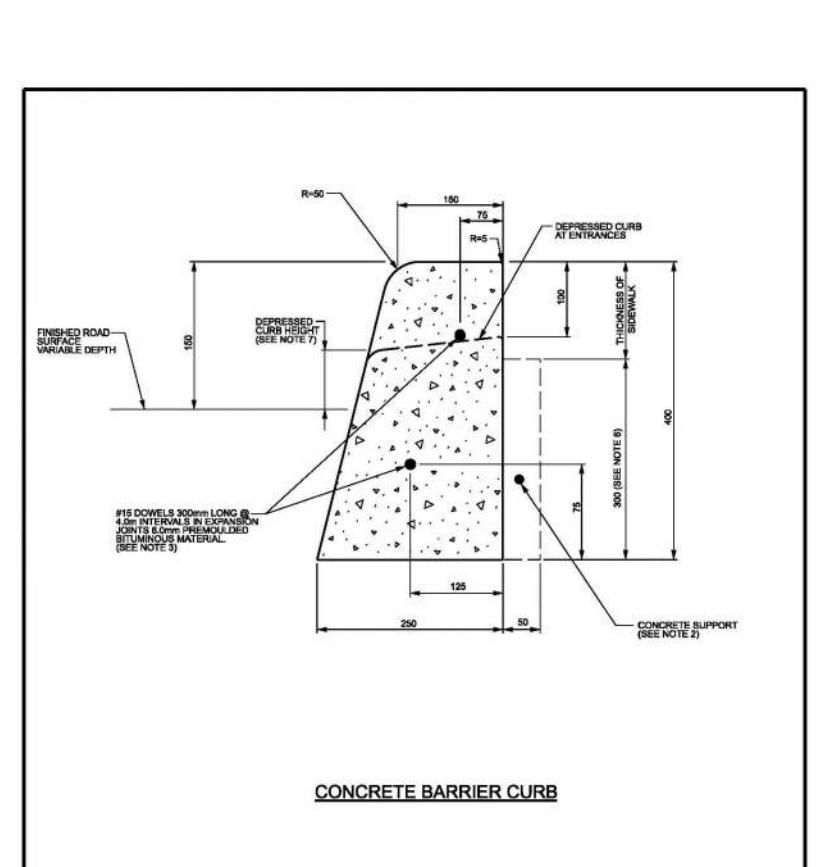 R=50
150
75
R=5
DEPRESSED CURB
AT ENTRANCES
DEPRESSED
CURB HEIGHT
(SEE NOTE 7)
FINISHED ROAD
SURFACE
VARIABLE DEPTH
150
100
THICKNESS OF
SIDEWALK
400
300 (SEE NOTE 6)
75
#15 DOWELS 300mm LONG @
4.0m INTERVALS IN EXPANSION
JOINTS 6.0mm PREMOULDED
BITUMINOUS MATERIAL.
(SEE NOTE 3)
125
250
50
CONCRETE SUPPORT
(SEE NOTE 2)
CONCRETE BARRIER CURB